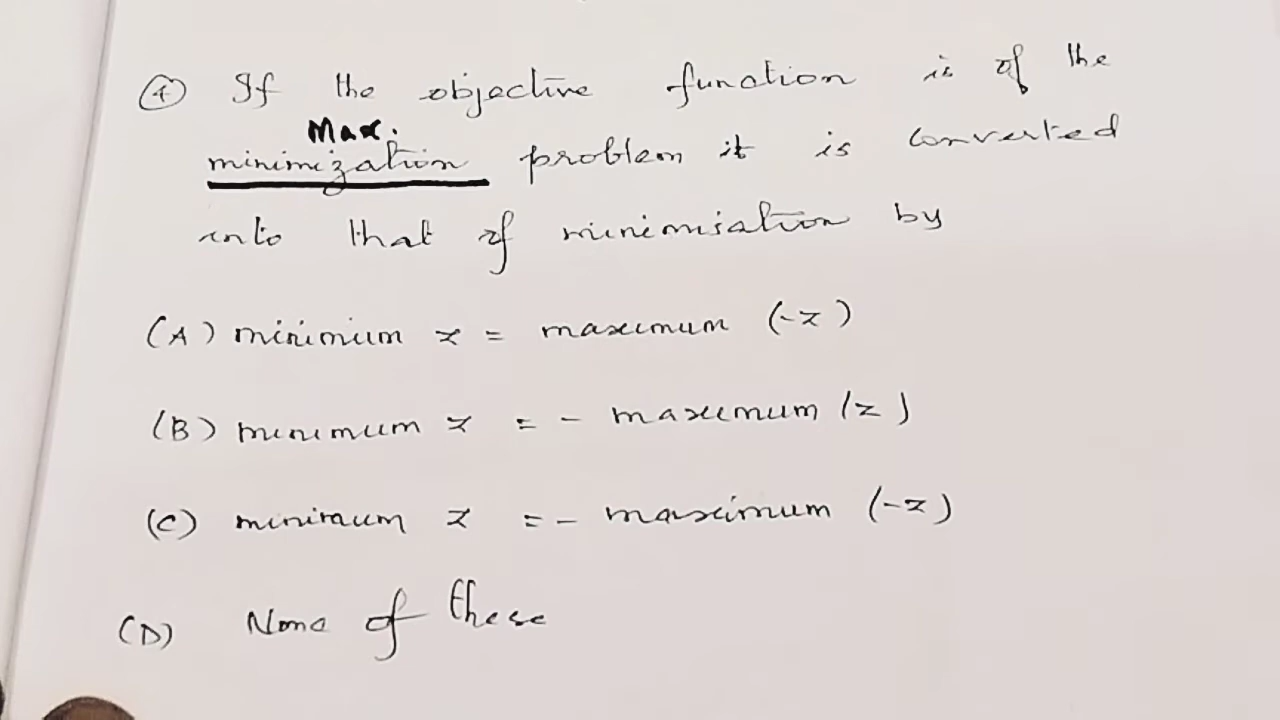 ④ If the objective function is of the
Max.
minimization problem it is converted
into that of minimisation by
(A) minimum z = maximum (-z)
(B) minimum z = - maximum (z)
(C) minimum z = - maximum (-z)
(D) None of these